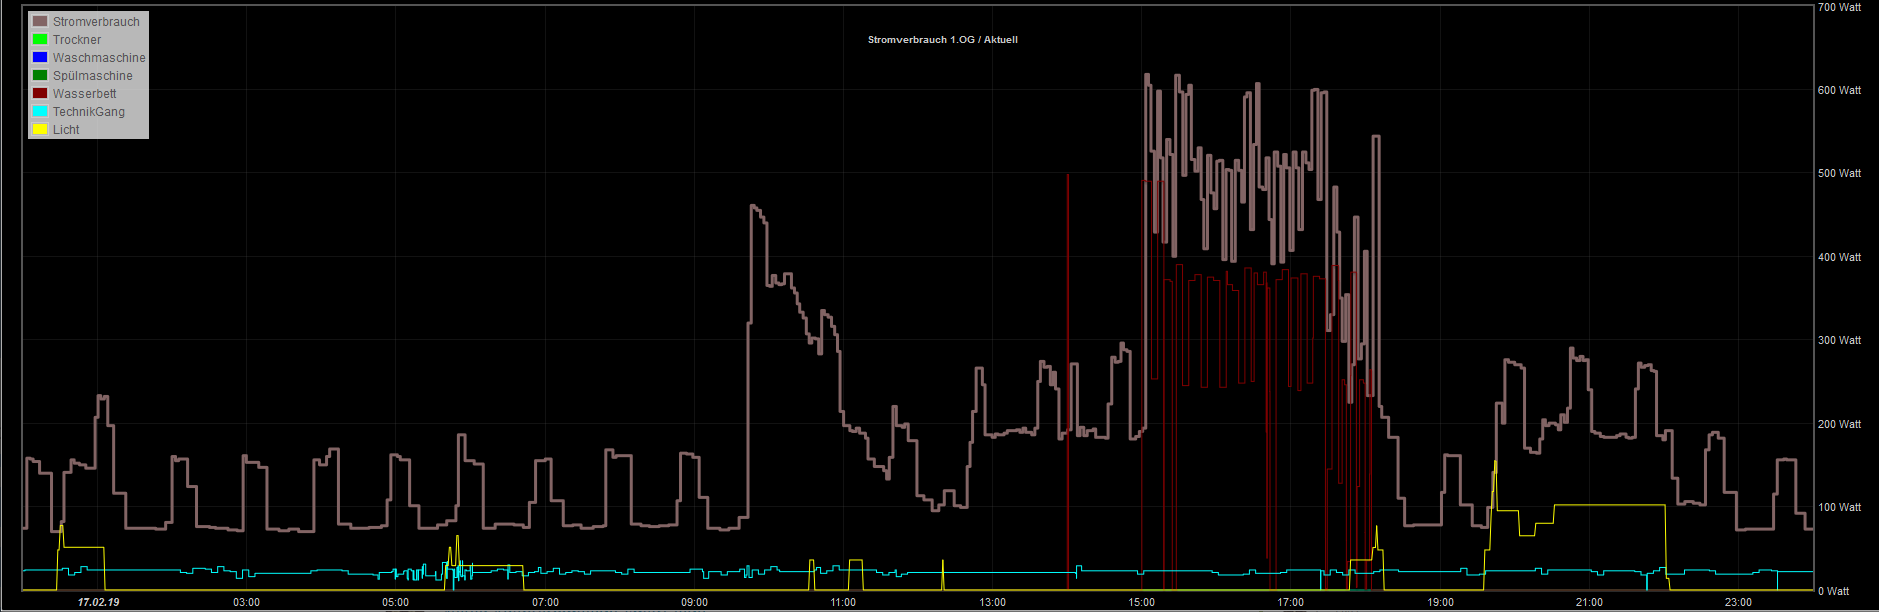 Stromverbrauch 1.OG / Aktuell
Stromverbrauch
Trockner
Waschmaschine
Spülmaschine
Wasserbett
TechnikGang
Licht
700 Watt
600 Watt
500 Watt
400 Watt
300 Watt
200 Watt
100 Watt
0 Watt
17.02.19 03:00 05:00 07:00 09:00 11:00 13:00 15:00 17:00 19:00 21:00 23:00